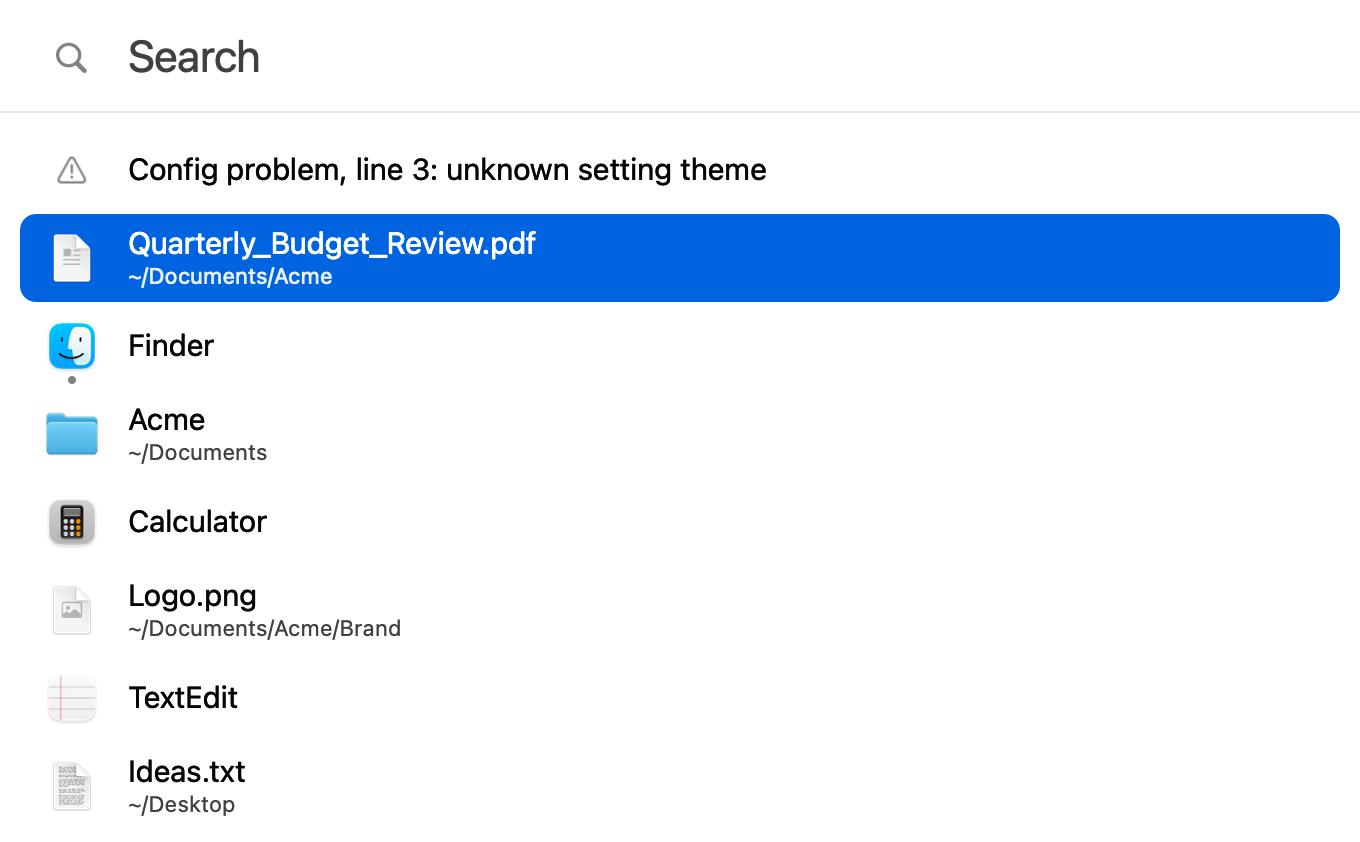 Search
Config problem, line 3: unknown setting theme
Quarterly_Budget_Review.pdf
~/Documents/Acme
Finder
Acme
~/Documents
Calculator
Logo.png
~/Documents/Acme/Brand
TextEdit
Ideas.txt
~/Desktop